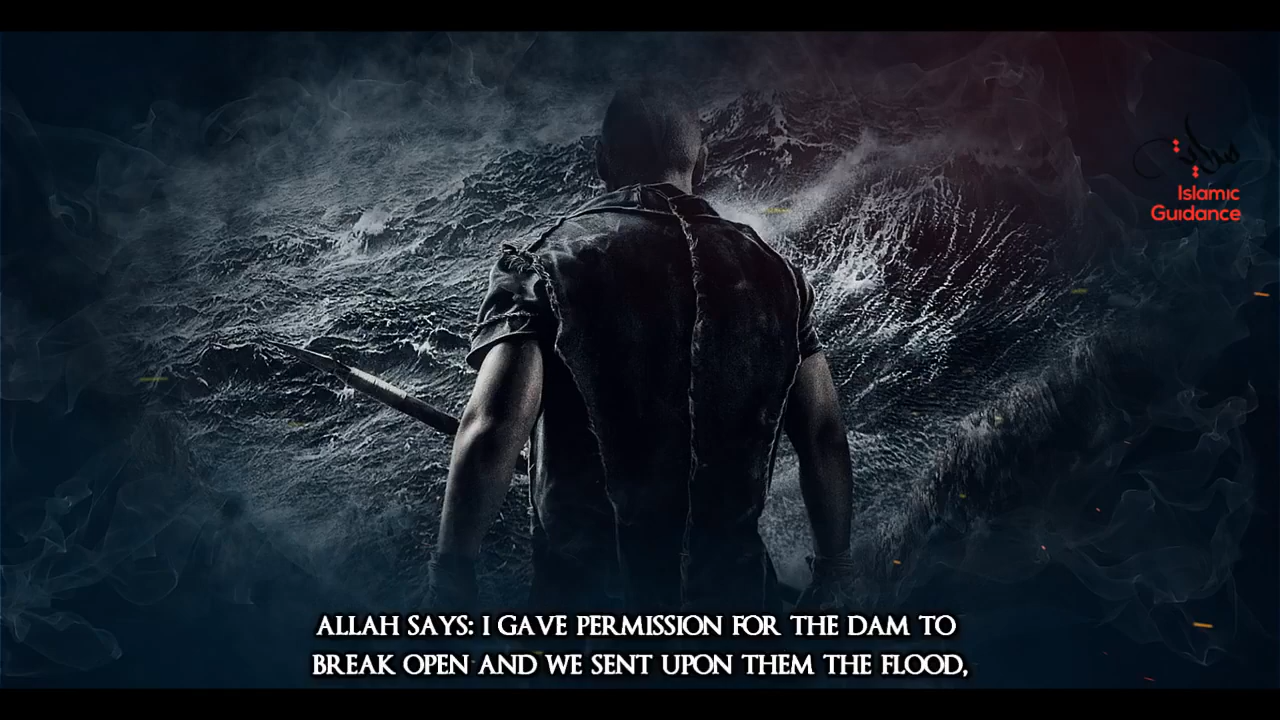 Islamic
Guidance
ALLAH SAYS: I GAVE PERMISSION FOR THE DAM TO
BREAK OPEN AND WE SENT UPON THEM THE FLOOD,